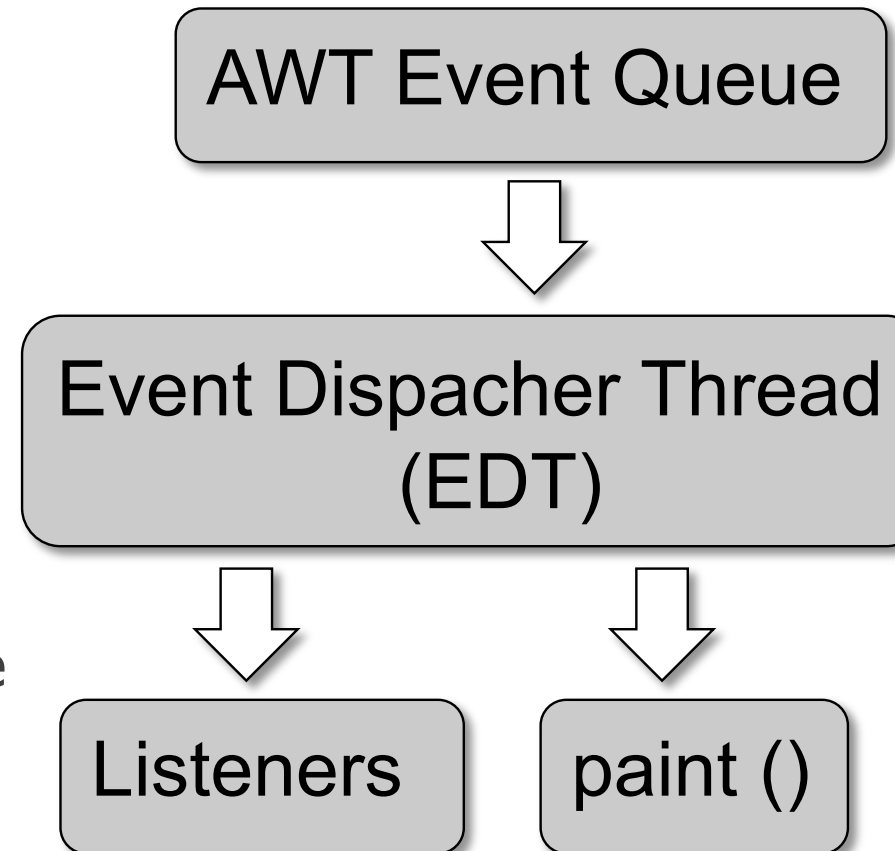 AWT Event Queue
Event Dispacher Thread
(EDT)
e
Listeners
paint ()